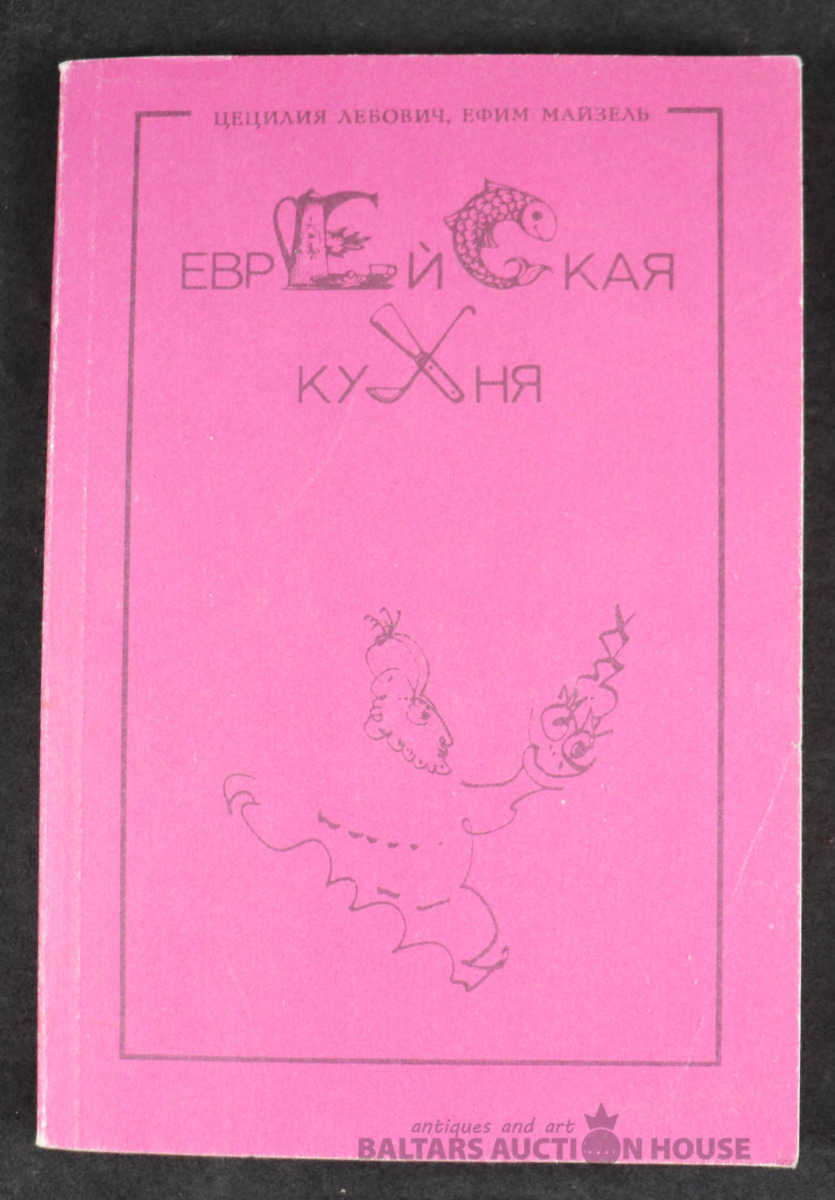 ЦЕЦИЛИЯ ЛЕБОВИЧ, ЕФИМ МАЙЗЕЛЬ
ЕВРЕЙСКАЯ
КУХНЯ
antiques and art
BALTARS AUCTION HOUSE